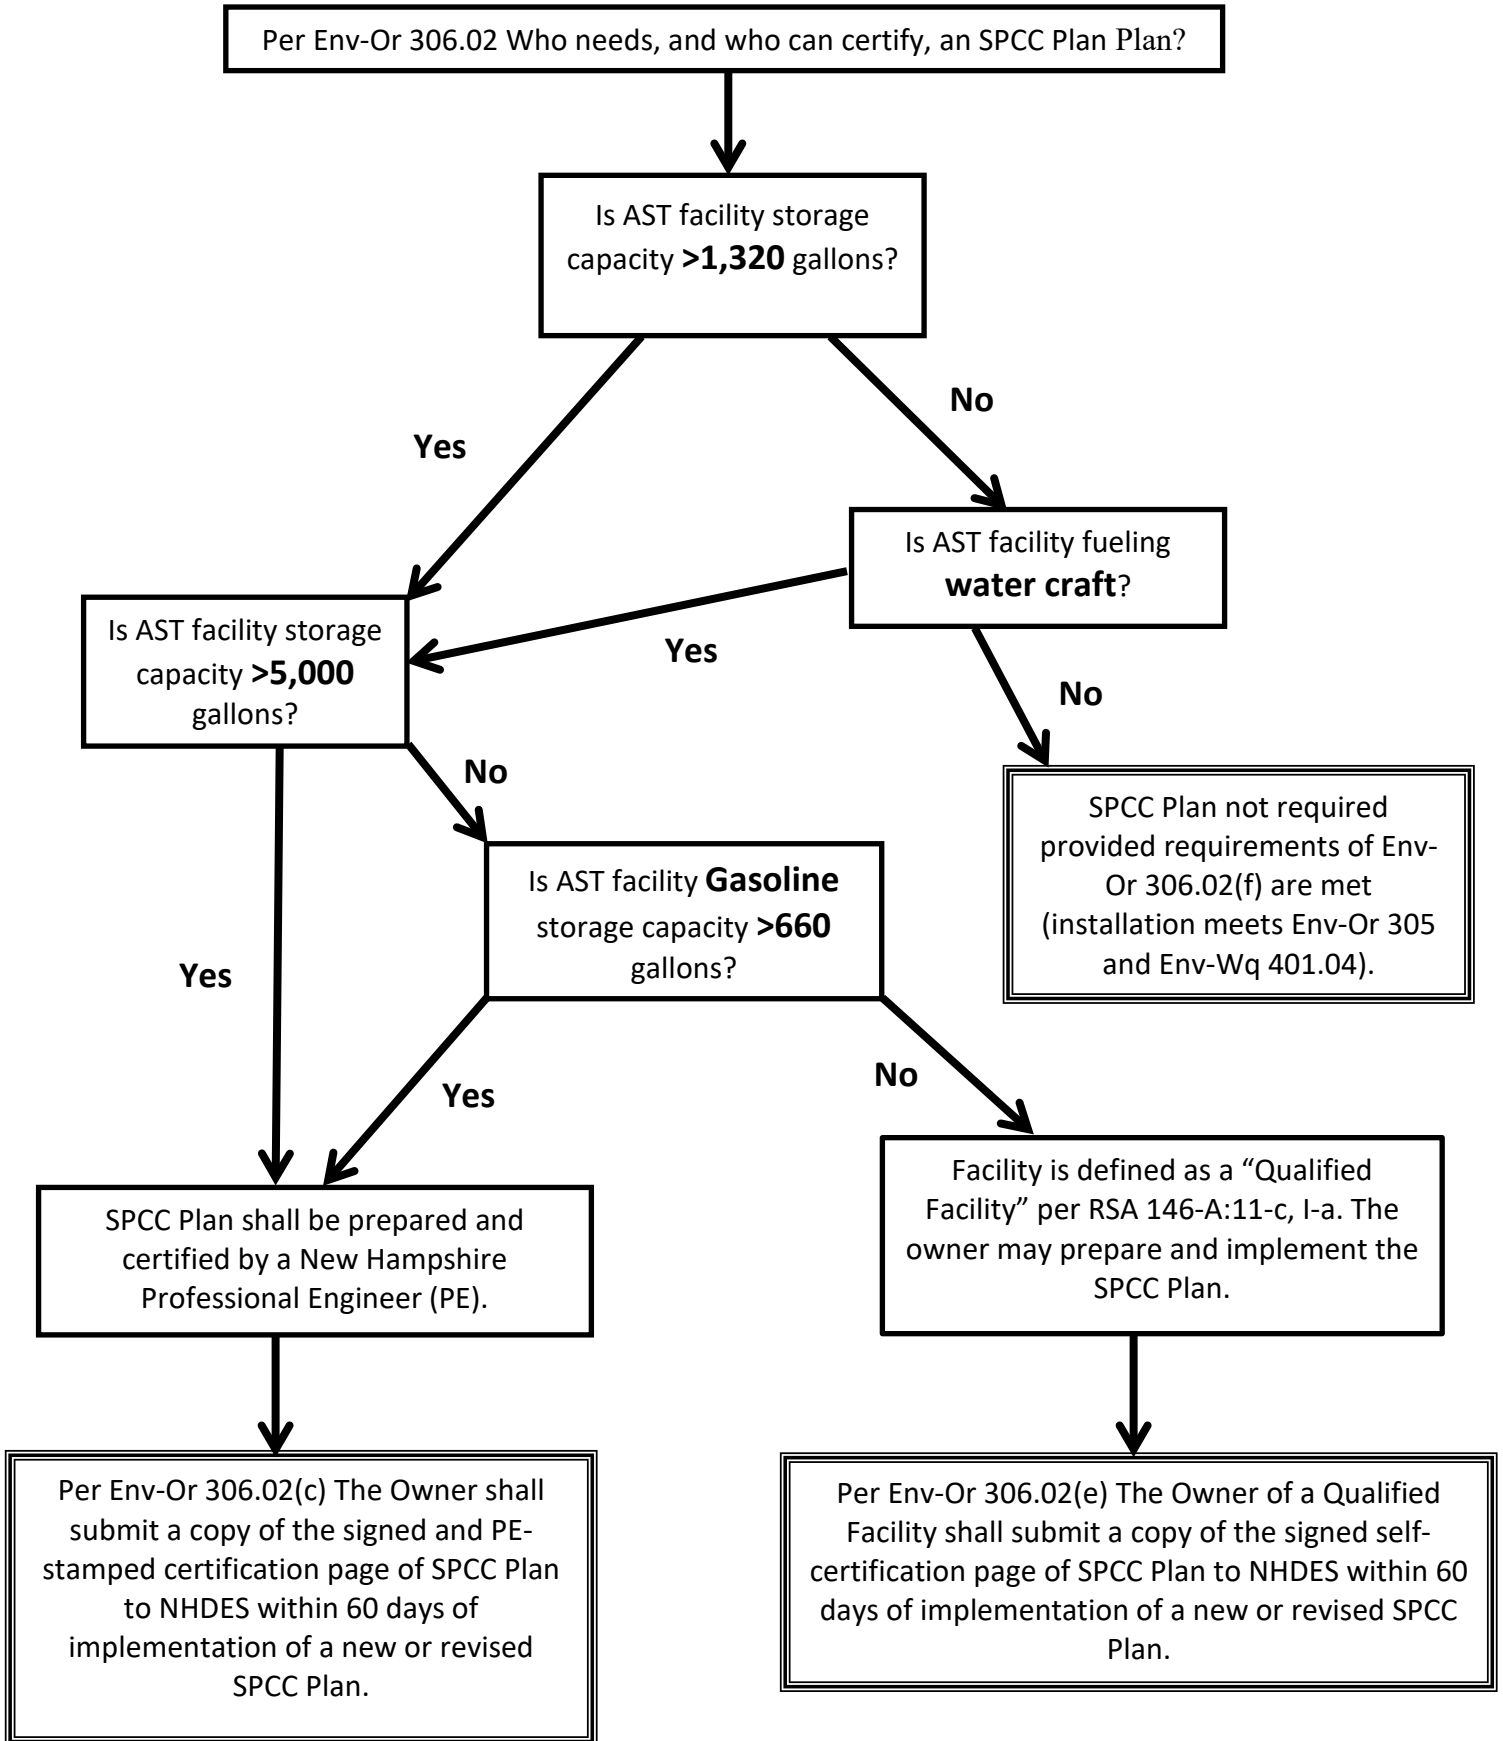 Per Env-Or 306.02 Who needs, and who can certify, an SPCC Plan Plan?
Is AST facility storage
capacity >1,320 gallons?
No
Yes
Is AST facility fueling
water craft?
Is AST facility storage
capacity >5,000
gallons?
Yes
No
No
SPCC Plan not required
provided requirements of Env-
Or 306.02(f) are met
(installation meets Env-Or 305
and Env-Wq 401.04).
Is AST facility Gasoline
storage capacity >660
gallons?
Yes
Yes
No
Facility is defined as a “Qualified
Facility” per RSA 146-A:11-c, I-a. The
owner may prepare and implement the
SPCC Plan.
SPCC Plan shall be prepared and
certified by a New Hampshire
Professional Engineer (PE).
Per Env-Or 306.02(c) The Owner shall
submit a copy of the signed and PE-
stamped certification page of SPCC Plan
to NHDES within 60 days of
implementation of a new or revised
SPCC Plan.
Per Env-Or 306.02(e) The Owner of a Qualified
Facility shall submit a copy of the signed self-
certification page of SPCC Plan to NHDES within 60
days of implementation of a new or revised SPCC
Plan.